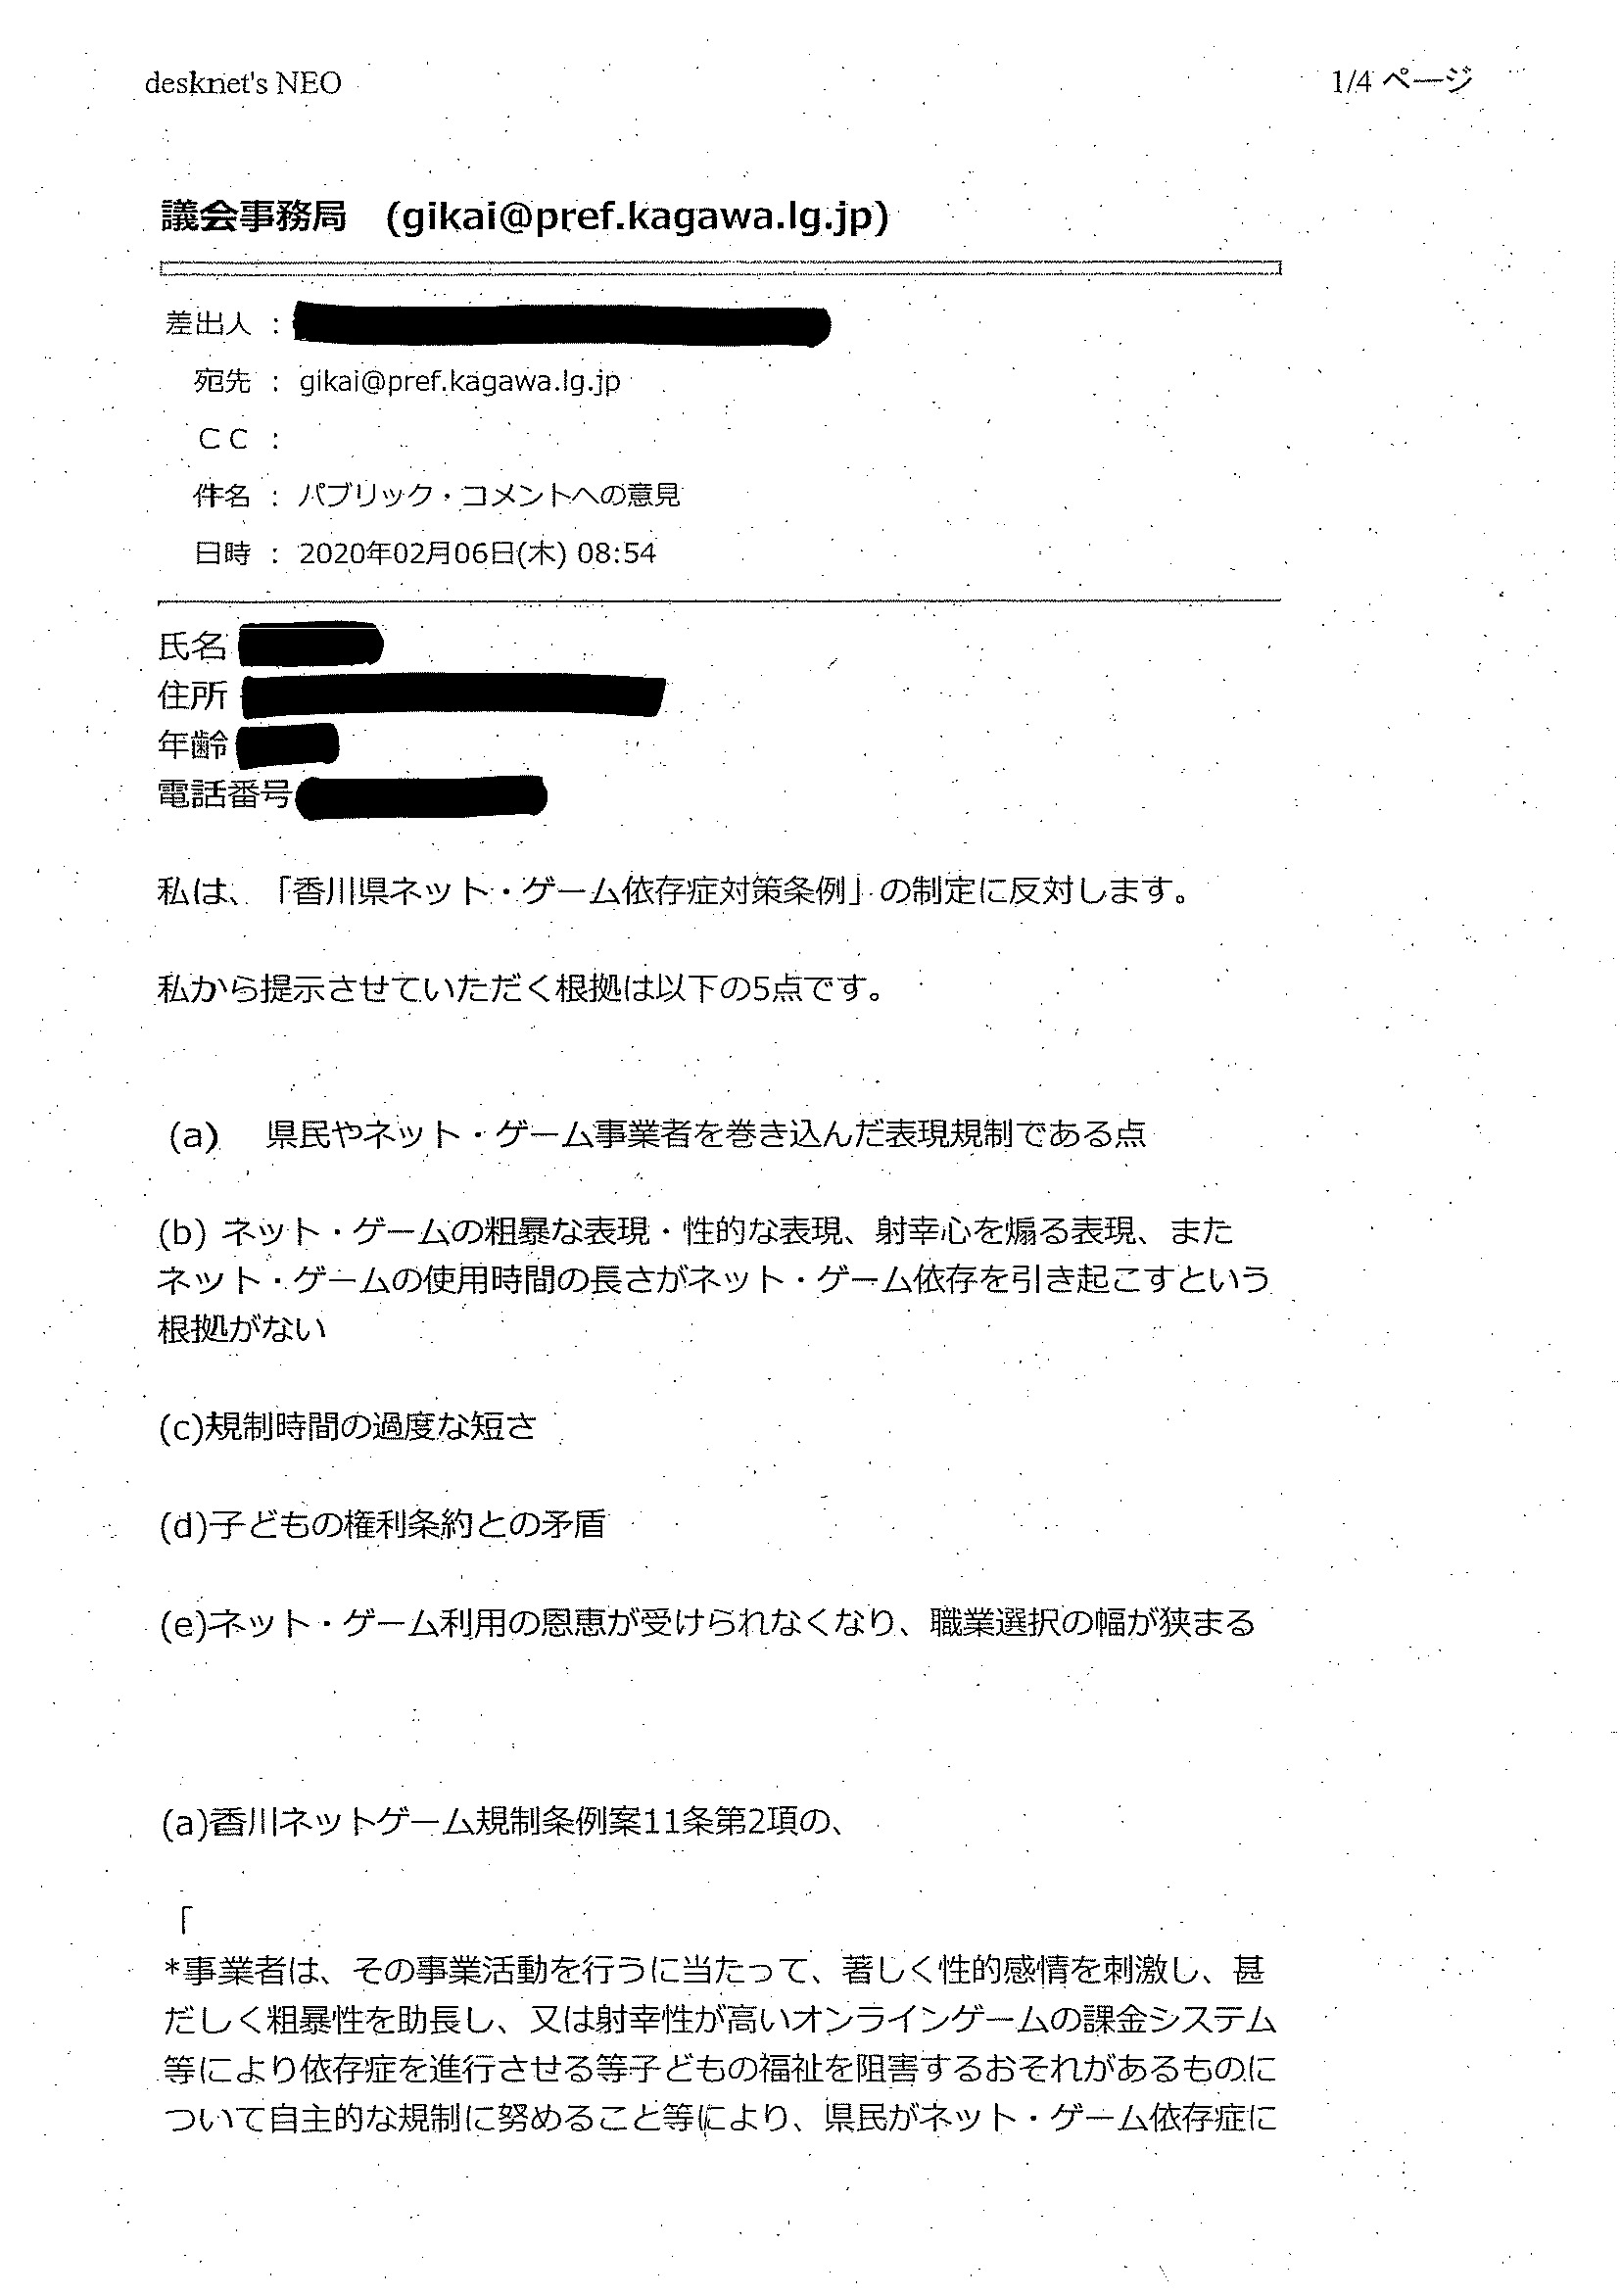 desknet's NEO
1/4 ページ
議会事務局 (gikai@pref.kagawa.lg.jp)
差出人 :
宛先 : gikai@pref.kagawa.lg.jp
ＣＣ :
件名 : パブリック・コメントへの意見
日時 : 2020年02月06日(木) 08:54
氏名
住所
年齢
電話番号
私は、「香川県ネット・ゲーム依存症対策条例」の制定に反対します。
私から提示させていただく根拠は以下の5点です。
(a) 県民やネット・ゲーム事業者を巻き込んだ表現規制である点
(b) ネット・ゲームの粗暴な表現・性的な表現、射幸心を煽る表現、また
ネット・ゲームの使用時間の長さがネット・ゲーム依存を引き起こすという
根拠がない
(c)規制時間の過度な短さ
(d)子どもの権利条約との矛盾
(e)ネット・ゲーム利用の恩恵が受けられなくなり、職業選択の幅が狭まる
(a)香川ネットゲーム規制条例案11条第2項の、
「
*事業者は、その事業活動を行うに当たって、著しく性的感情を刺激し、甚
だしく粗暴性を助長し、又は射幸性が高いオンラインゲームの課金システム
等により依存症を進行させる等子どもの福祉を阻害するおそれがあるものに
ついて自主的な規制に努めること等により、県民がネット・ゲーム依存症に